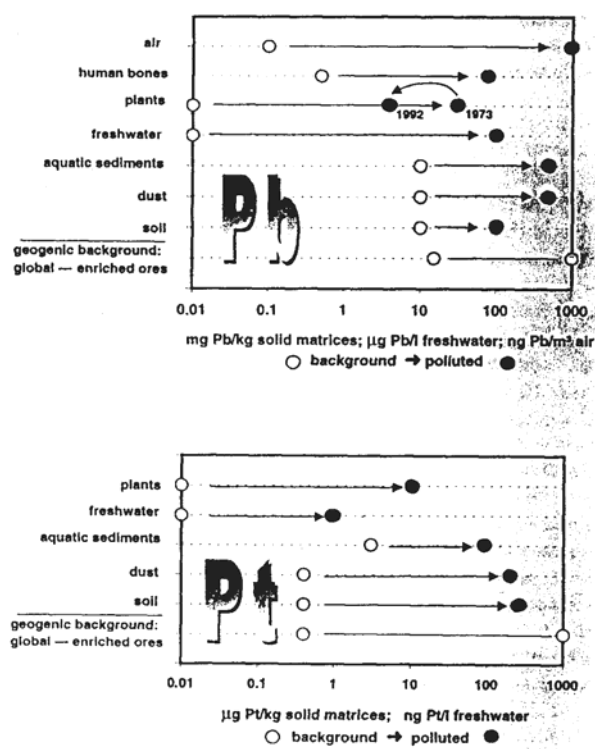 air
human bones
plants
1992
1973
freshwater
aquatic sediments
dust
soil
Pb
geogenic background:
global — enriched ores
0.01 0.1 1 10 100 1000
mg Pb/kg solid matrices; µg Pb/l freshwater; ng Pb/m³ air
background → polluted
plants
freshwater
aquatic sediments
dust
soil
Pt
geogenic background:
global — enriched ores
0.01 0.1 1 10 100 1000
µg Pt/kg solid matrices; ng Pt/l freshwater
background → polluted